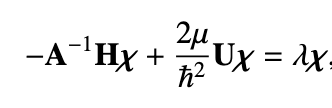 −A⁻¹Hχ + 2μ/ħ² Uχ = λχ,